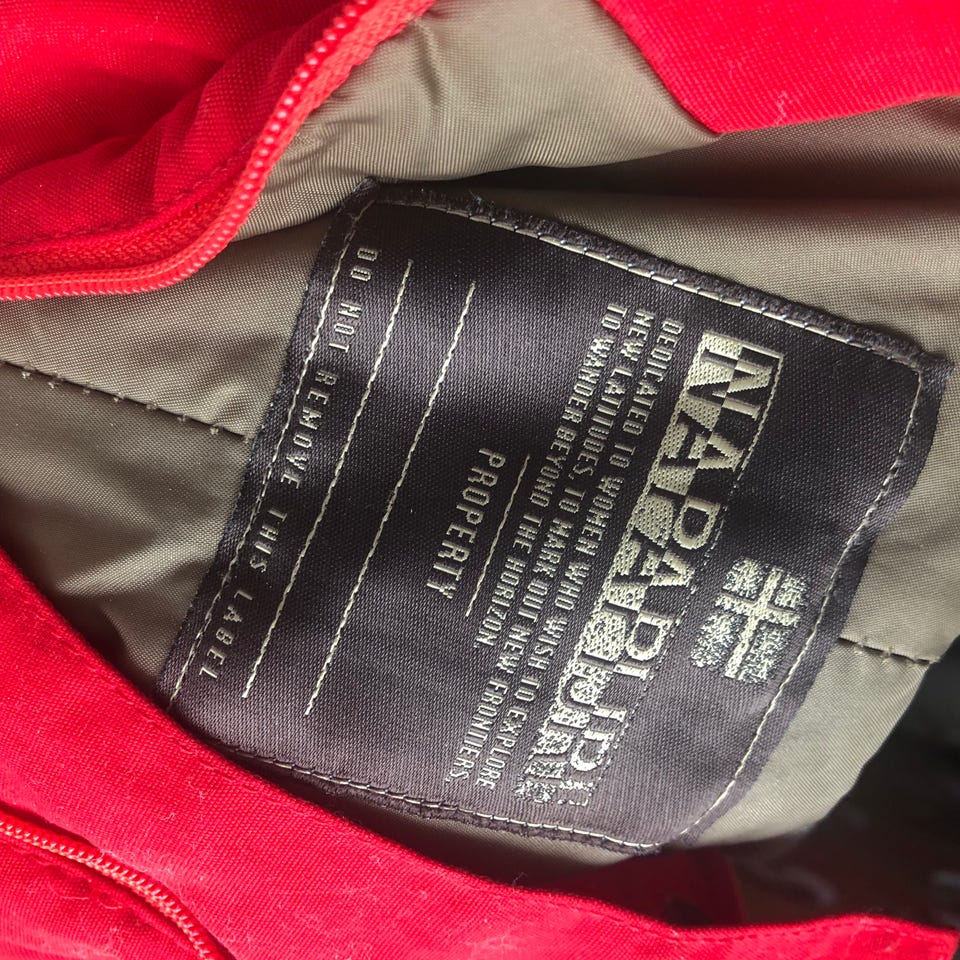 NAPAPIJRI
DEDICATED TO WOMEN WHO WISH TO EXPLORE
NEW LATITUDES, TO MARK OUT NEW FRONTIERS,
TO WANDER BEYOND THE HORIZON.
PROPERTY
DO NOT REMOVE THIS LABEL